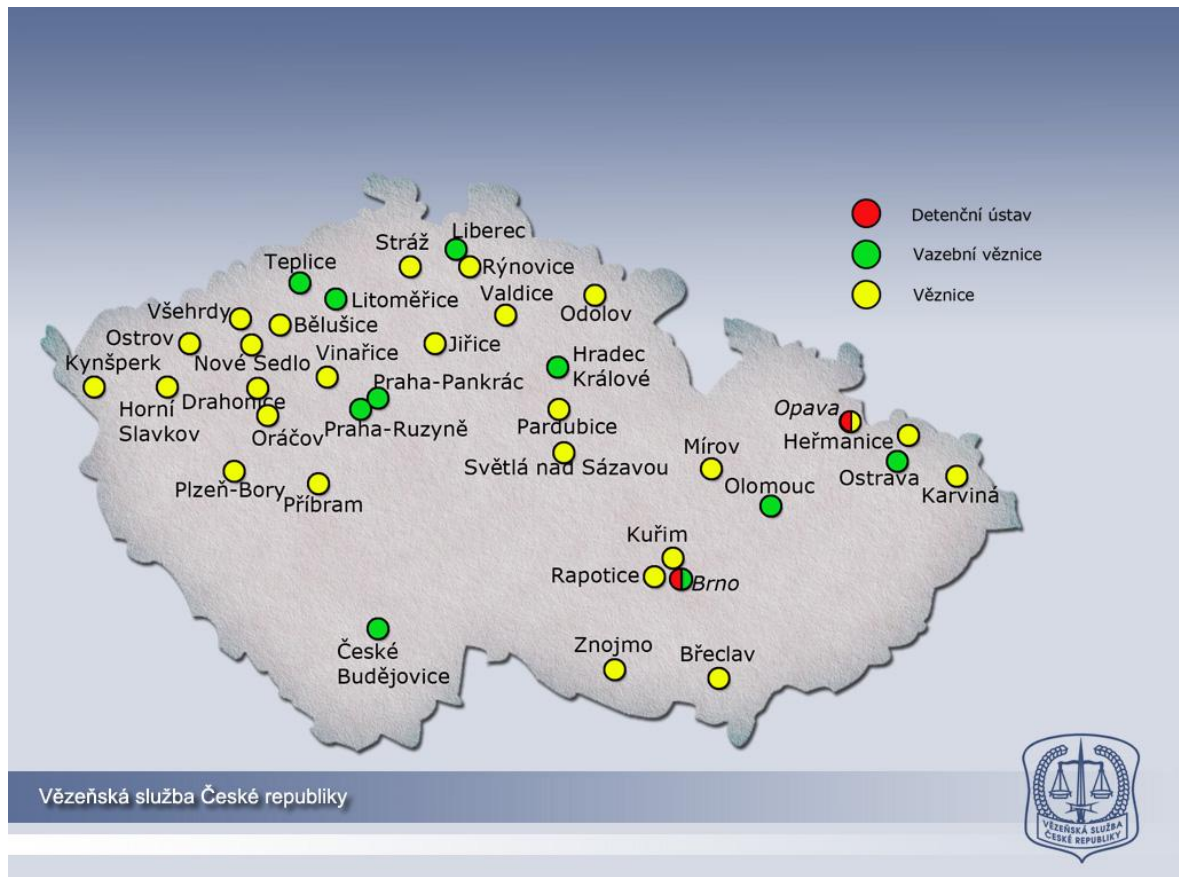 Detenční ústav
Vazební věznice
Věznice
Liberec
Stráž
Rýnovice
Teplice
Litoměřice
Valdice
Odolov
Všehrdy
Bělušice
Ostrov
Nové Sedlo
Vinařice
Jiřice
Kynšperk
Hradec
Králové
Praha-Pankrác
Horní
Slavkov
Drahonice
Oráčov
Praha-Ruzyně
Pardubice
Opava
Heřmanice
Světlá nad Sázavou
Mírov
Ostrava
Karviná
Plzeň-Bory
Příbram
Olomouc
Kuřim
Rapotice
Brno
České
Budějovice
Znojmo
Břeclav
Vězeňská služba České republiky
VĚZEŇSKÁ SLUŽBA
ČESKÉ REPUBLIKY